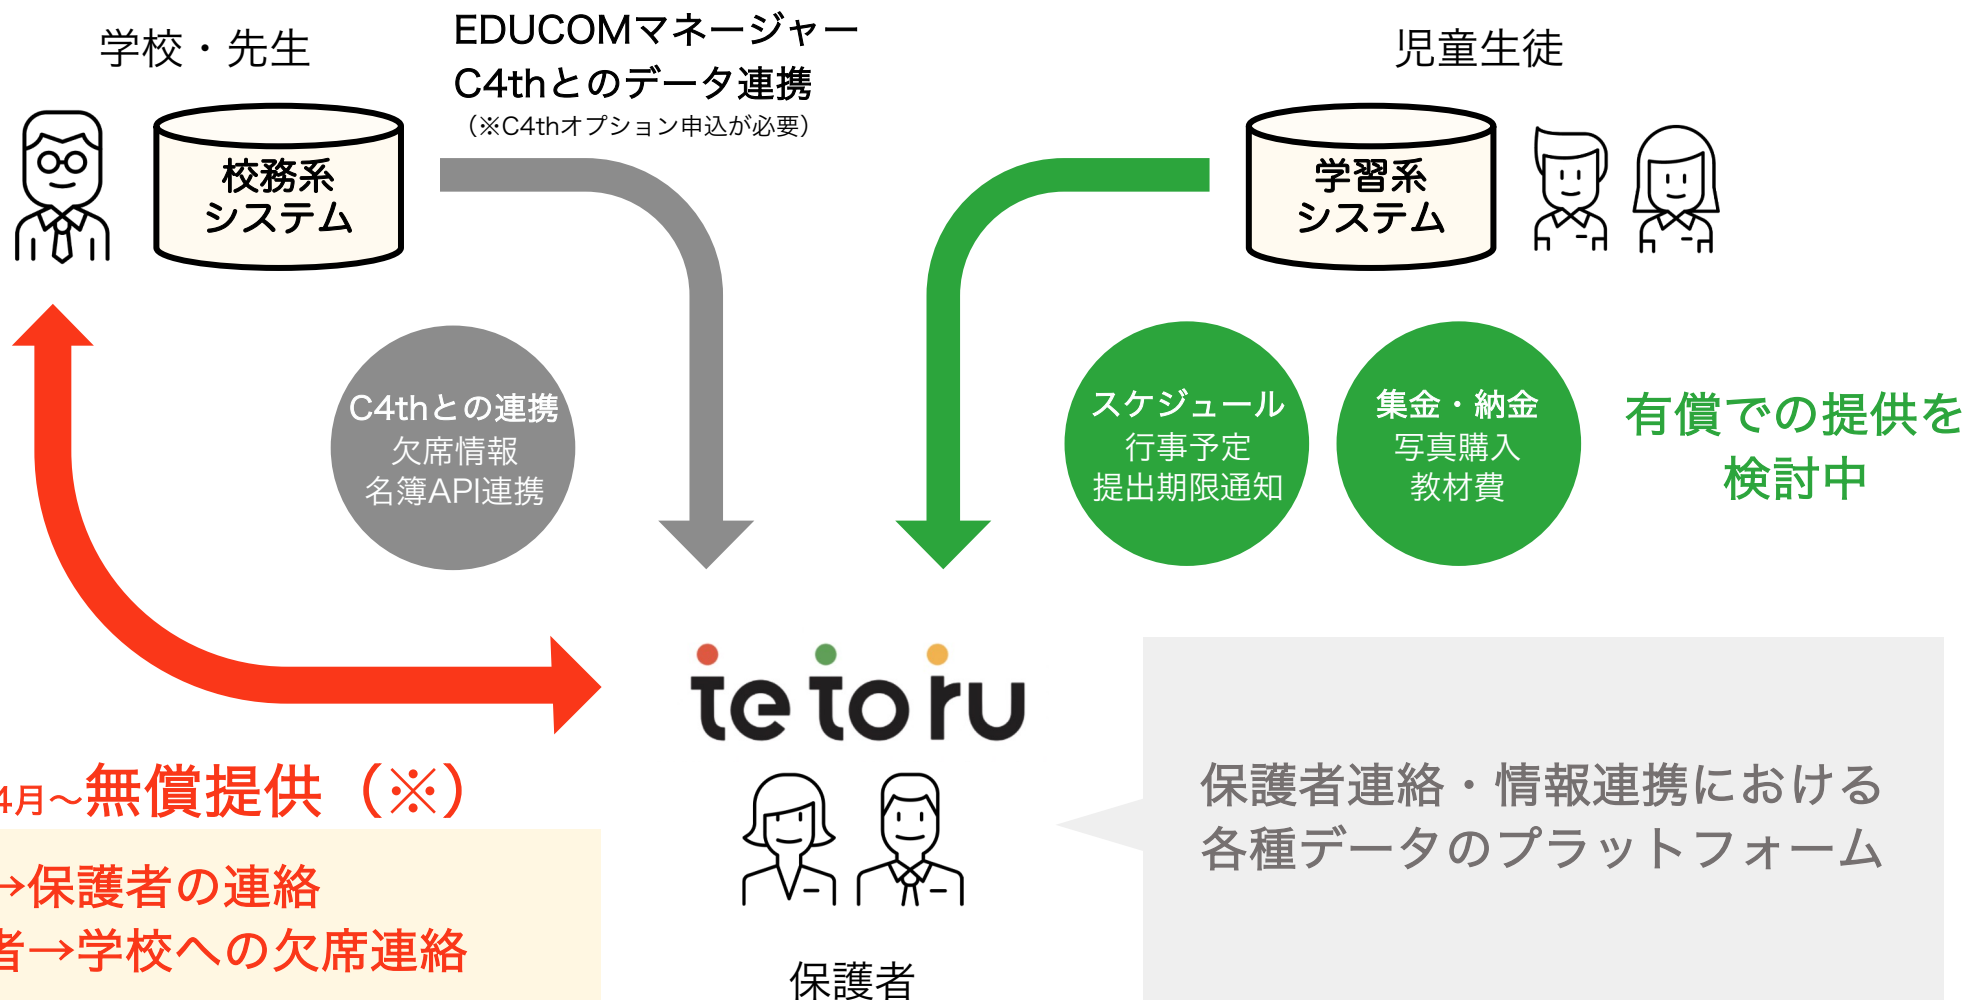 学校・先生
EDUCOMマネージャー
C4thとのデータ連携
（※C4thオプション申込が必要）
児童生徒
校務系
システム
学習系
システム
C4thとの連携
欠席情報
名簿API連携
スケジュール
行事予定
提出期限通知
集金・納金
写真購入
教材費
有償での提供を
検討中
tetoru
4月～無償提供（※）
→保護者の連絡
者→学校への欠席連絡
保護者
保護者連絡・情報連携における
各種データのプラットフォーム